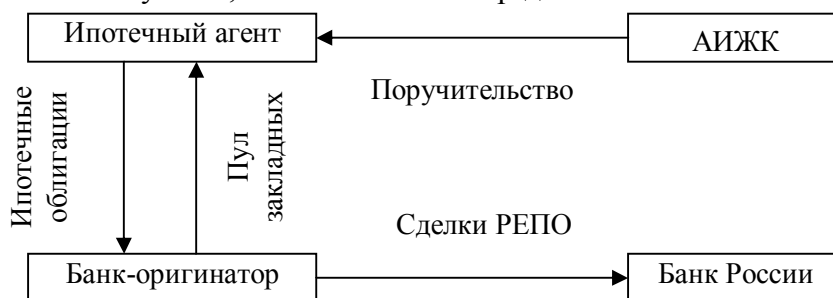 Ипотечный агент
АИЖК
Поручительство
Ипотечные
облигации
Пул
закладных
Сделки РЕПО
Банк-оригинатор
Банк России